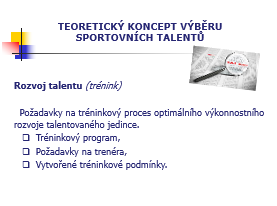 TEORETICKÝ KONCEPT VÝBĚRU
SPORTOVNÍCH TALENTŮ
Rozvoj talentu (trénink)
Požadavky na tréninkový proces optimálního výkonnostního
rozvoje talentovaného jedince.
❑ Tréninkový program,
❑ Požadavky na trenéra,
❑ Vytvořené tréninkové podmínky.